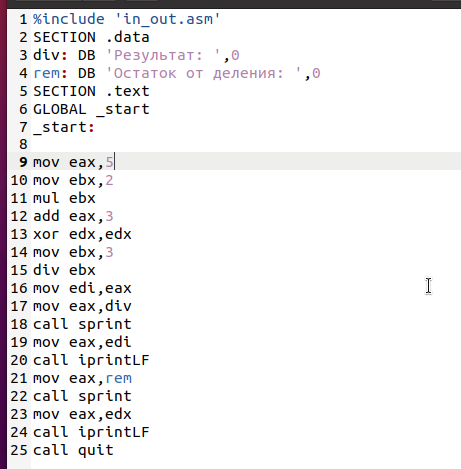 1 %include 'in_out.asm'
2 SECTION .data
3 div: DB 'Результат: ',0
4 rem: DB 'Остаток от деления: ',0
5 SECTION .text
6 GLOBAL _start
7 _start:
8
9 mov eax,5
10 mov ebx,2
11 mul ebx
12 add eax,3
13 xor edx,edx
14 mov ebx,3
15 div ebx
16 mov edi,eax
17 mov eax,div
18 call sprint
19 mov eax,edi
20 call iprintLF
21 mov eax,rem
22 call sprint
23 mov eax,edx
24 call iprintLF
25 call quit